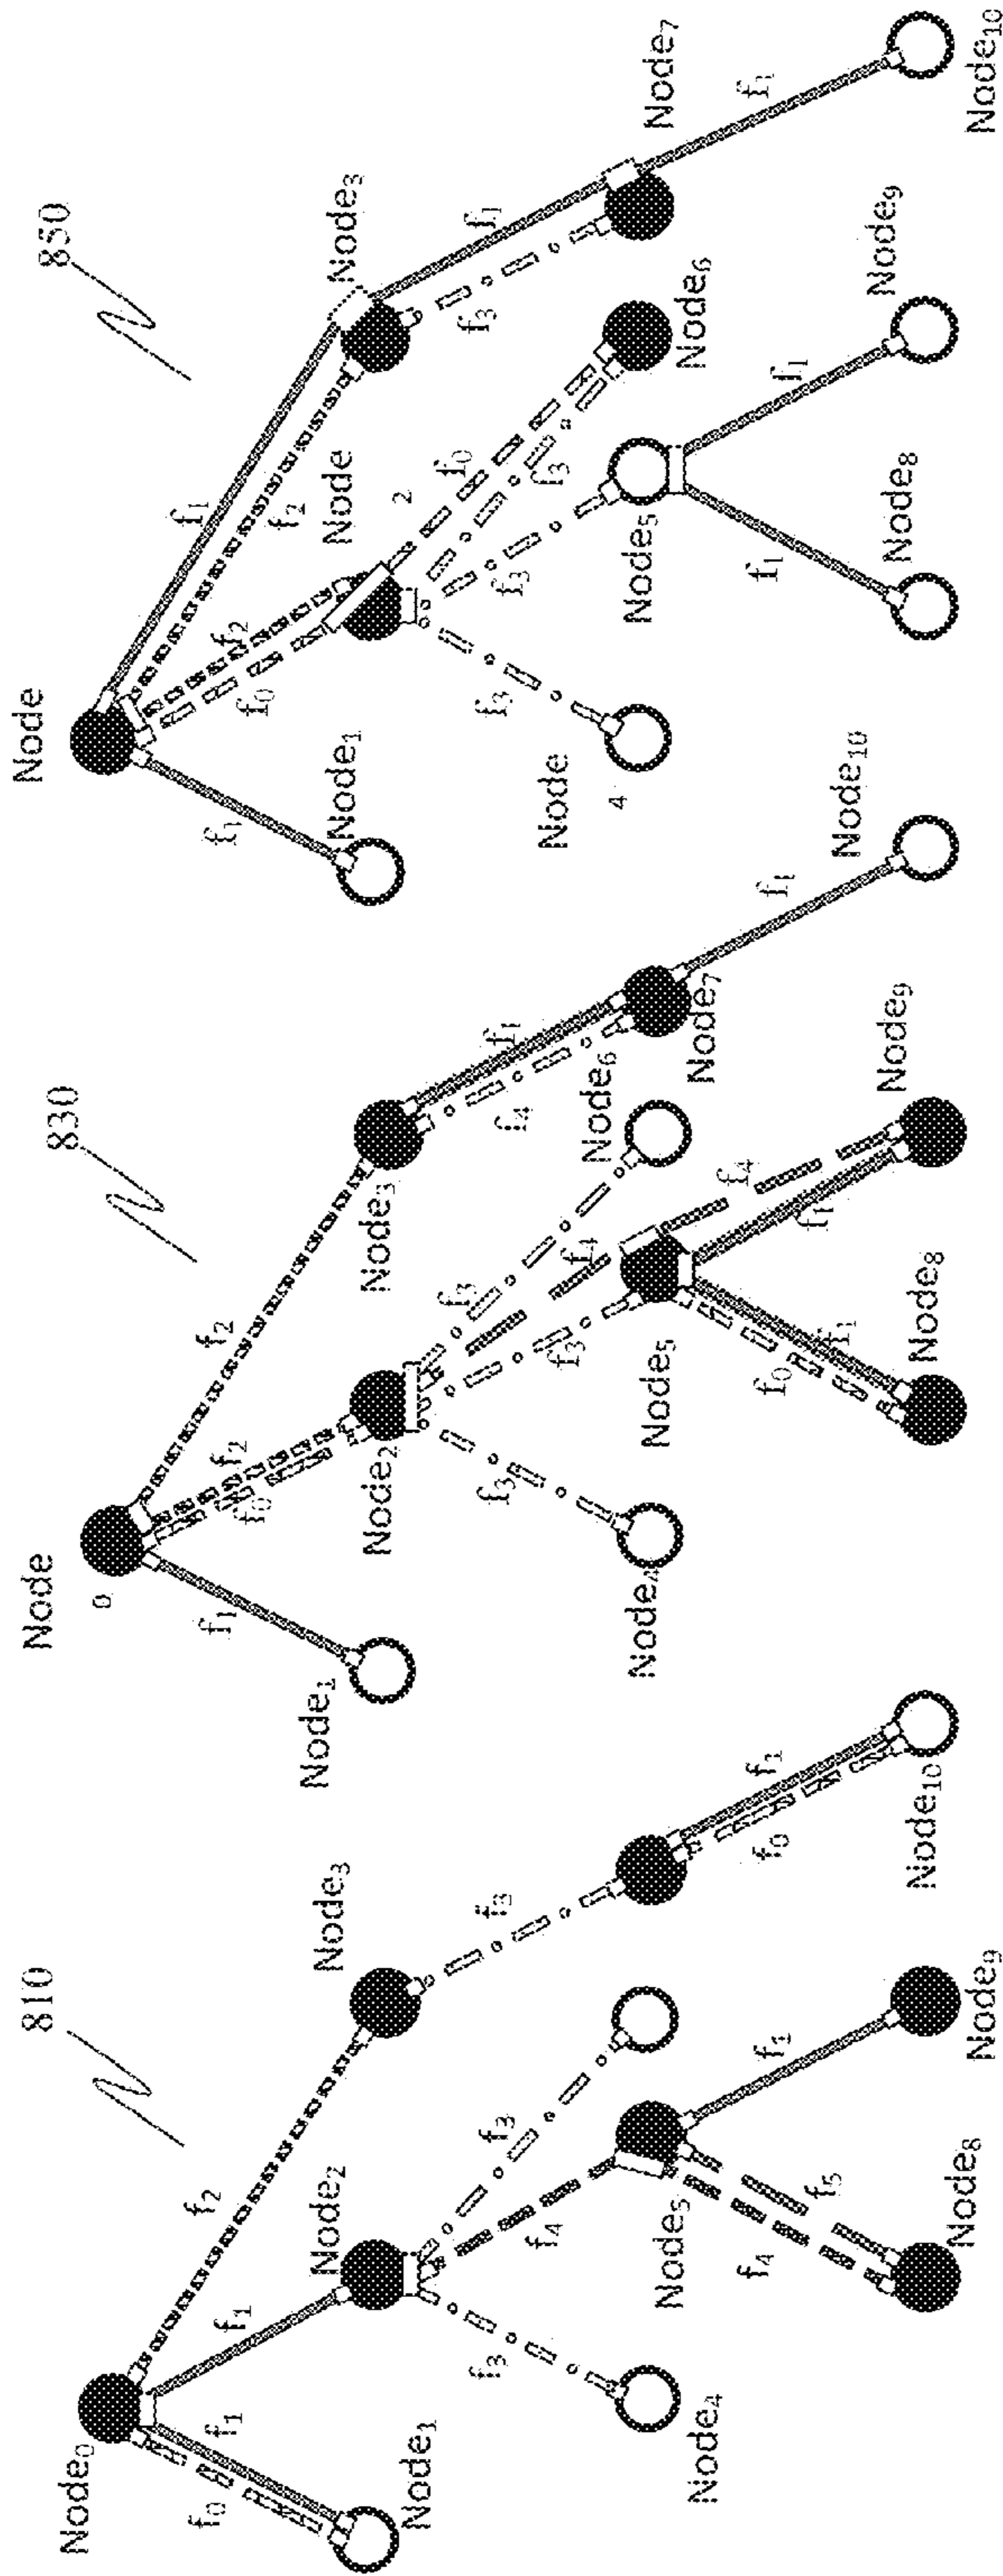 810
Node₀
f₂
f₁
f₁
f₀
Node₁
Node₂
Node₃
f₃
f₃
f₄
f₃
Node₄
Node₅
f₁
f₀
f₁
f₄
f₅
Node₈
Node₉
Node₁₀
830
Node
0
f₂
f₂
f₀
f₁
Node₁
Node₂
Node₃
f₃
f₄
f₃
f₃
f₄
f₁
Node₄
Node₅
Node₆
Node₇
f₄
f₁
f₀
f₁
f₁
Node₈
Node₉
Node₁₀
850
Node
f₁
f₂
f₂
f₀
f₁
Node₁
Node
2
Node₃
f₁
f₃
f₀
f₃
f₃
f₃
Node
4
Node₅
Node₆
Node₇
f₁
f₁
f₁
Node₈
Node₉
Node₁₀